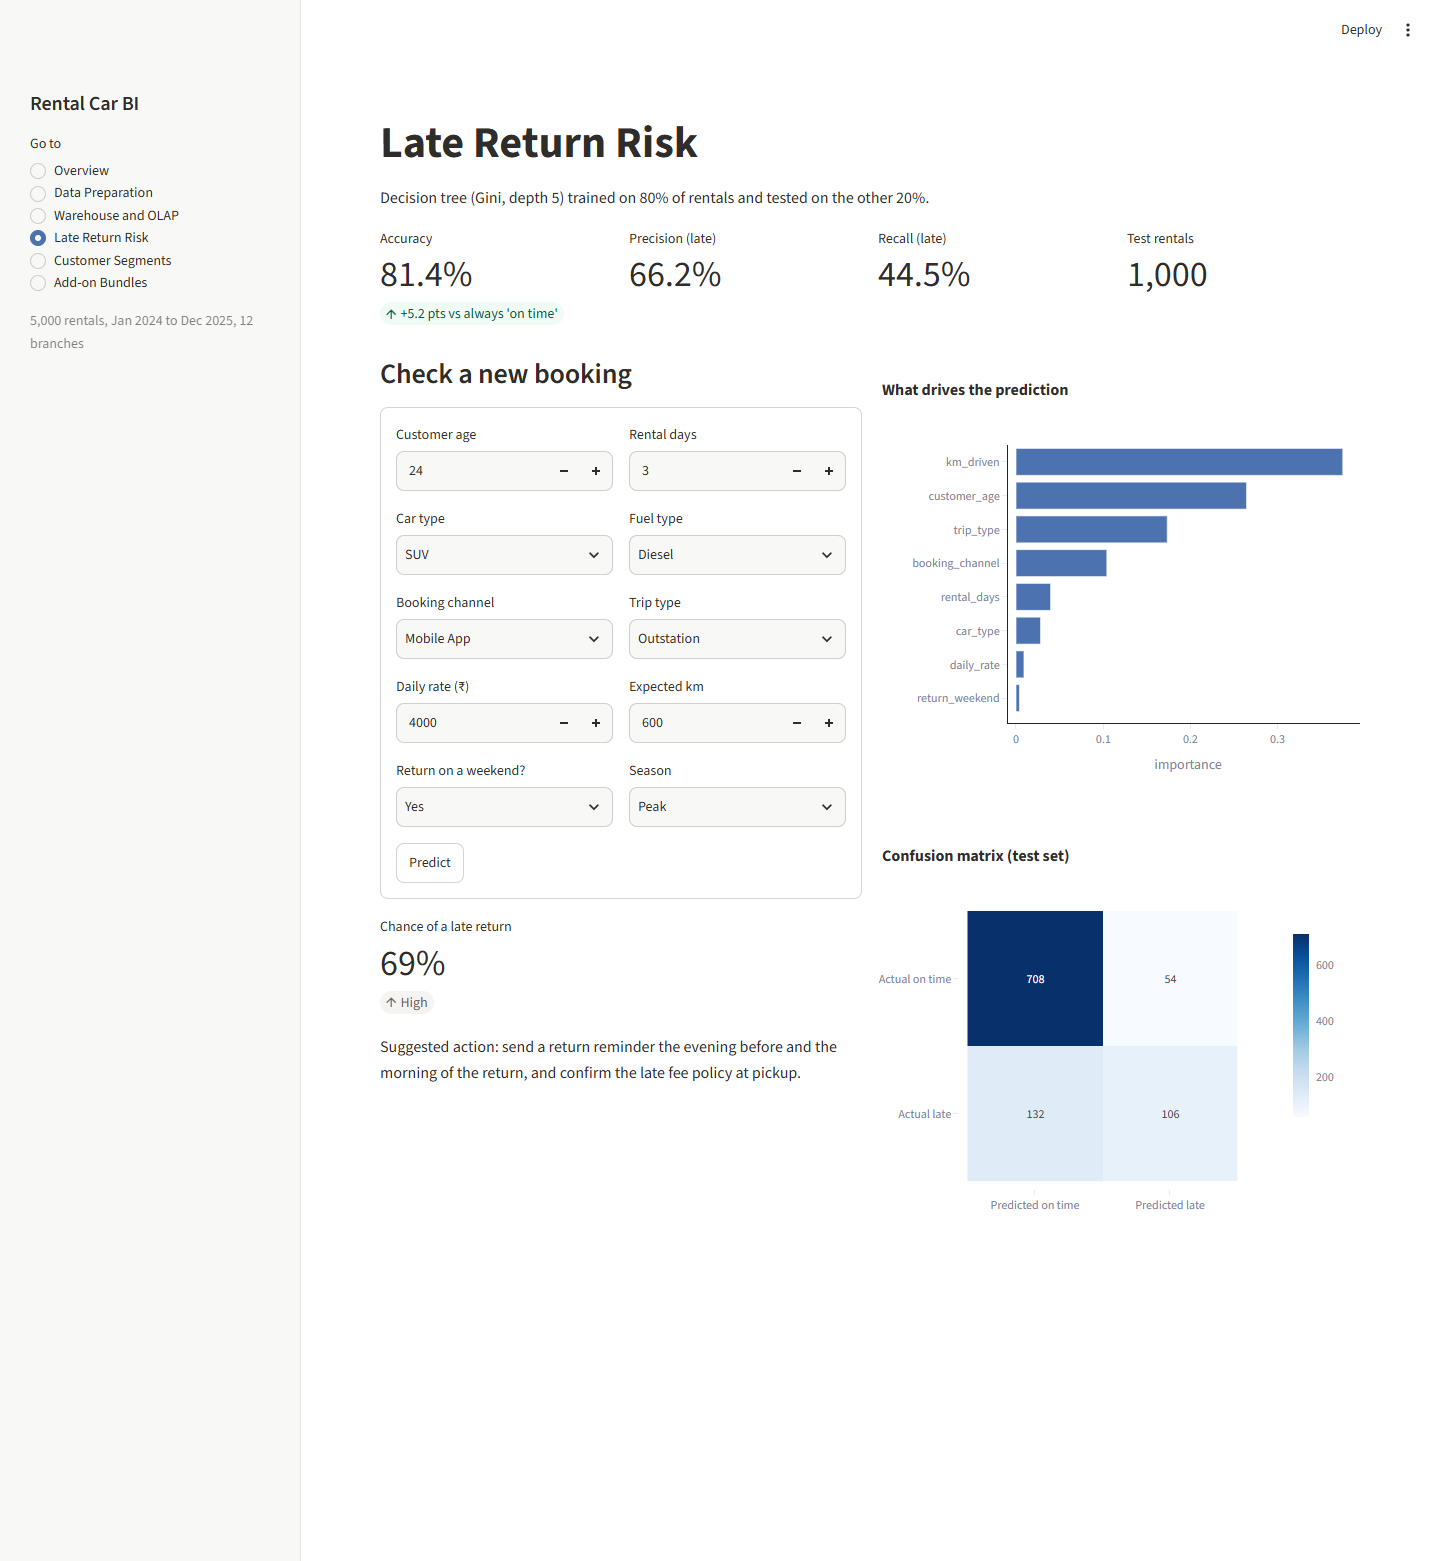 Deploy
Rental Car BI
Go to
Overview
Data Preparation
Warehouse and OLAP
Late Return Risk
Customer Segments
Add-on Bundles
5,000 rentals, Jan 2024 to Dec 2025, 12
branches
Late Return Risk
Decision tree (Gini, depth 5) trained on 80% of rentals and tested on the other 20%.
Accuracy
81.4%
↑ +5.2 pts vs always 'on time'
Precision (late)
66.2%
Recall (late)
44.5%
Test rentals
1,000
Check a new booking
Customer age
24
Rental days
3
Car type
SUV
Fuel type
Diesel
Booking channel
Mobile App
Trip type
Outstation
Daily rate (₹)
4000
Expected km
600
Return on a weekend?
Yes
Season
Peak
Predict
Chance of a late return
69%
↑ High
Suggested action: send a return reminder the evening before and the
morning of the return, and confirm the late fee policy at pickup.
What drives the prediction
km_driven
customer_age
trip_type
booking_channel
rental_days
car_type
daily_rate
return_weekend
0 0.1 0.2 0.3
importance
Confusion matrix (test set)
Actual on time 708 54
Actual late 132 106
Predicted on time Predicted late
600
400
200